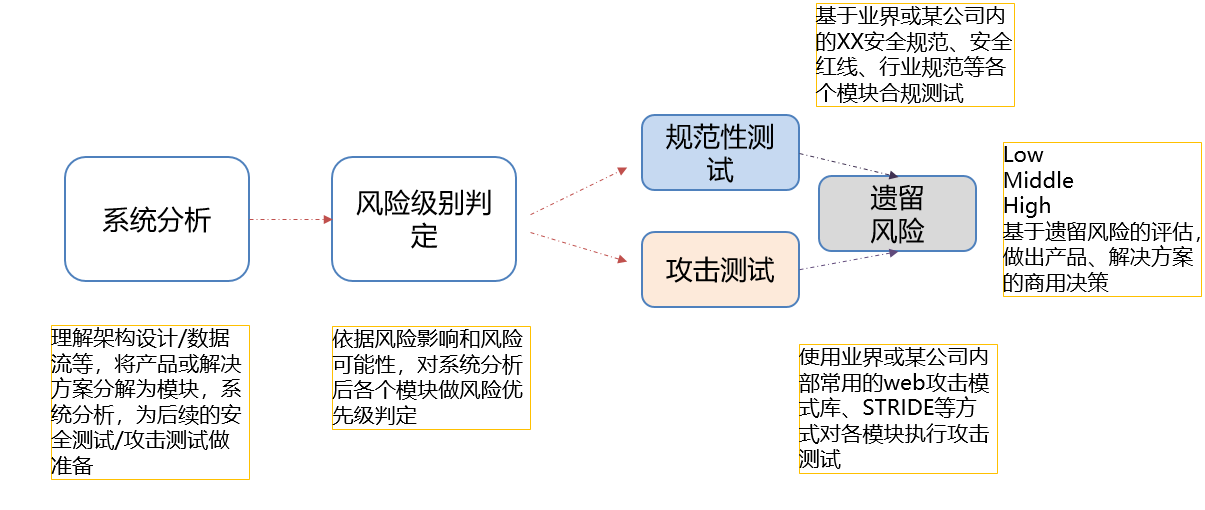 基于业界或某公司内
的XX安全规范、安全
红线、行业规范等各
个模块合规测试
系统分析
风险级别判
定
规范性测
试
攻击测试
遗留
风险
Low
Middle
High
基于遗留风险的评估，
做出产品、解决方案
的商用决策
理解架构设计/数据
流等，将产品或解决
方案分解为模块，系
统分析，为后续的安
全测试/攻击测试做
准备
依据风险影响和风险
可能性，对系统分析
后各个模块做风险优
先级判定
使用业界或某公司内
部常用的web攻击模
式库、STRIDE等方
式对各模块执行攻击
测试